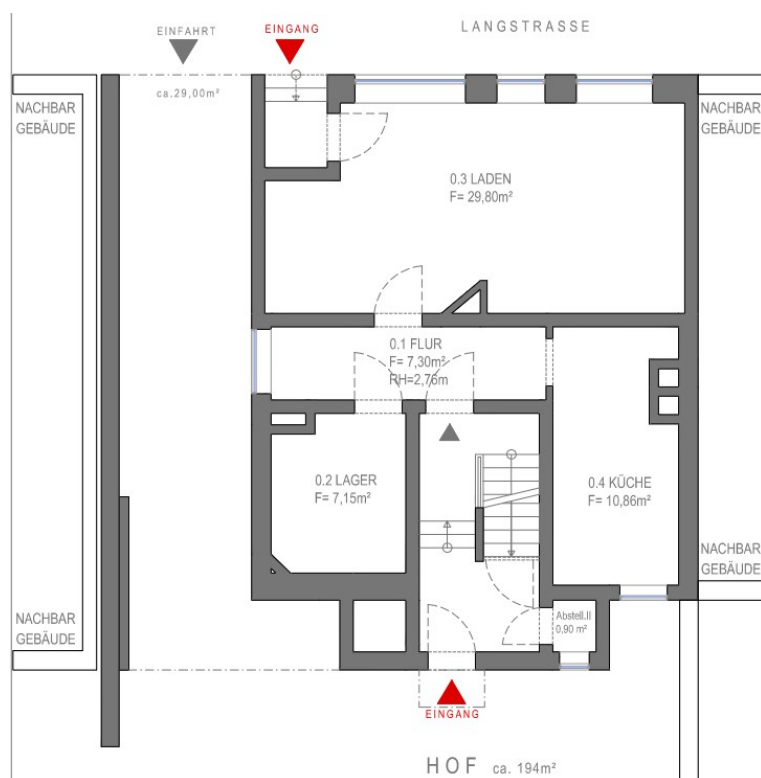 LANGSTRASSE
EINFAHRT
EINGANG
ca.29,00m²
NACHBAR
GEBÄUDE
NACHBAR
GEBÄUDE
0.3 LADEN
F= 29,80m²
0.1 FLUR
F= 7,30m²
RH=2,76m
0.2 LAGER
F= 7,15m²
0.4 KÜCHE
F= 10,86m²
NACHBAR
GEBÄUDE
NACHBAR
GEBÄUDE
Abstell.II
0,90 m²
EINGANG
HOF ca. 194m²